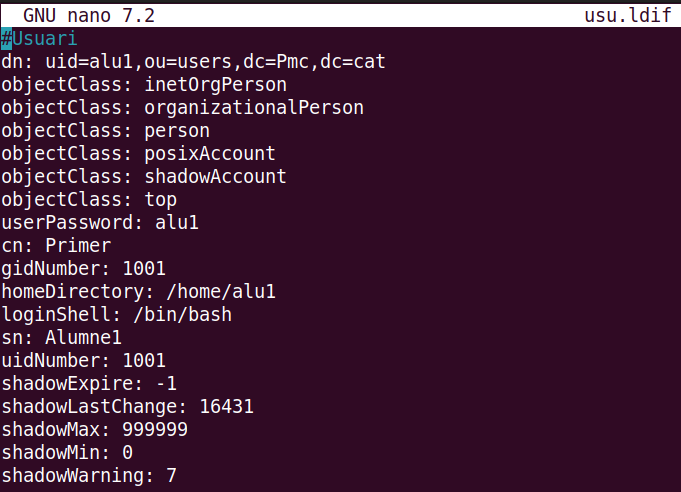 GNU nano 7.2 usu.ldif
#Usuari
dn: uid=alu1,ou=users,dc=Pmc,dc=cat
objectClass: inetOrgPerson
objectClass: organizationalPerson
objectClass: person
objectClass: posixAccount
objectClass: shadowAccount
objectClass: top
userPassword: alu1
cn: Primer
gidNumber: 1001
homeDirectory: /home/alu1
loginShell: /bin/bash
sn: Alumne1
uidNumber: 1001
shadowExpire: -1
shadowLastChange: 16431
shadowMax: 999999
shadowMin: 0
shadowWarning: 7